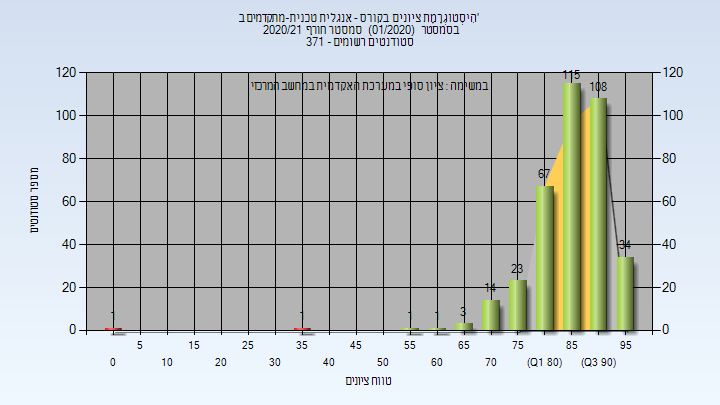 הִיסְטוֹגְרָמַת ציונים בקורס - אנגלית טכנית-מתקדמים ב'
בסמסטר (01/2020) סמסטר חורף 2020/21
סטודנטים רשומים - 371
במשימה : ציון סופי במערכת האקדמית במחשב המרכזי
מספר סטודנטים
120 120
100 100
80 80
60 60
40 40
20 20
0 0
1 1 1 1 3 14 23 67 115 108 34
5 15 25 35 45 55 65 75 85 95
0 10 20 30 40 50 60 70 (Q1 80) (Q3 90)
טווח ציונים